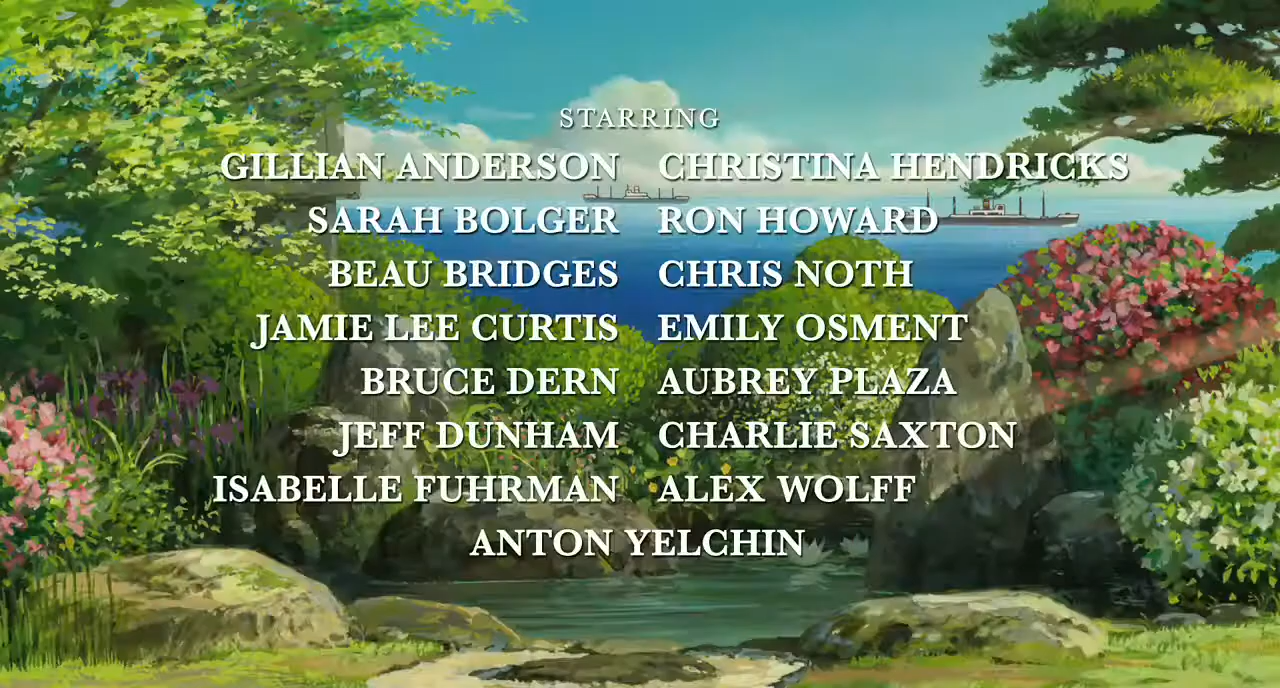 STARRING
GILLIAN ANDERSON CHRISTINA HENDRICKS
SARAH BOLGER RON HOWARD
BEAU BRIDGES CHRIS NOTH
JAMIE LEE CURTIS EMILY OSMENT
BRUCE DERN AUBREY PLAZA
JEFF DUNHAM CHARLIE SAXTON
ISABELLE FUHRMAN ALEX WOLFF
ANTON YELCHIN